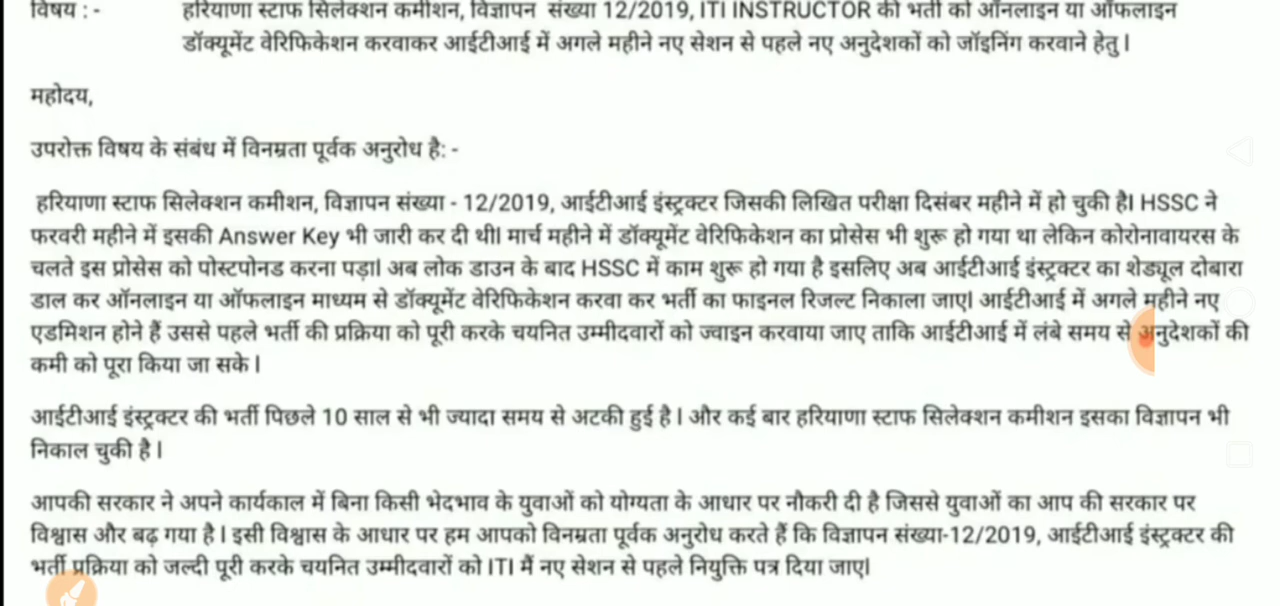 विषय : - हरियाणा स्टाफ सिलेक्शन कमीशन, विज्ञापन संख्या 12/2019, ITI INSTRUCTOR की भर्ती को ऑनलाइन या ऑफलाइन
डॉक्यूमेंट वेरिफिकेशन करवाकर आईटीआई में अगले महीने नए सेशन से पहले नए अनुदेशकों को जॉइनिंग करवाने हेतु।
महोदय,
उपरोक्त विषय के संबंध में विनम्रता पूर्वक अनुरोध है: -
हरियाणा स्टाफ सिलेक्शन कमीशन, विज्ञापन संख्या - 12/2019, आईटीआई इंस्ट्रक्टर जिसकी लिखित परीक्षा दिसंबर महीने में हो चुकी है। HSSC ने
फरवरी महीने में इसकी Answer Key भी जारी कर दी थी। मार्च महीने में डॉक्यूमेंट वेरिफिकेशन का प्रोसेस भी शुरू हो गया था लेकिन कोरोनावायरस के
चलते इस प्रोसेस को पोस्टपोनड करना पड़ा। अब लोक डाउन के बाद HSSC में काम शुरू हो गया है इसलिए अब आईटीआई इंस्ट्रक्टर का शेड्यूल दोबारा
डाल कर ऑनलाइन या ऑफलाइन माध्यम से डॉक्यूमेंट वेरिफिकेशन करवा कर भर्ती का फाइनल रिजल्ट निकाला जाए। आईटीआई में अगले महीने नए
एडमिशन होने हैं उससे पहले भर्ती की प्रक्रिया को पूरी करके चयनित उम्मीदवारों को ज्वाइन करवाया जाए ताकि आईटीआई में लंबे समय से अनुदेशकों की
कमी को पूरा किया जा सके।
आईटीआई इंस्ट्रक्टर की भर्ती पिछले 10 साल से भी ज्यादा समय से अटकी हुई है। और कई बार हरियाणा स्टाफ सिलेक्शन कमीशन इसका विज्ञापन भी
निकाल चुकी है।
आपकी सरकार ने अपने कार्यकाल में बिना किसी भेदभाव के युवाओं को योग्यता के आधार पर नौकरी दी है जिससे युवाओं का आप की सरकार पर
विश्वास और बढ़ गया है। इसी विश्वास के आधार पर हम आपको विनम्रता पूर्वक अनुरोध करते हैं कि विज्ञापन संख्या-12/2019, आईटीआई इंस्ट्रक्टर की
भर्ती प्रक्रिया को जल्दी पूरी करके चयनित उम्मीदवारों को ITI मैं नए सेशन से पहले नियुक्ति पत्र दिया जाए।